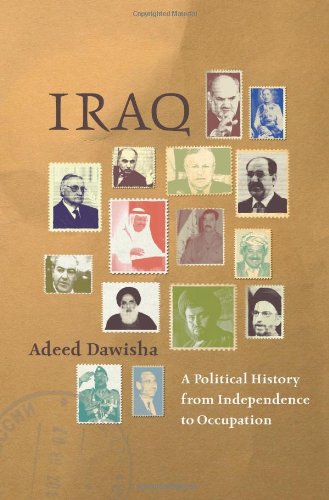 IRAQ
Adeed Dawisha
A Political History
from Independence
to Occupation